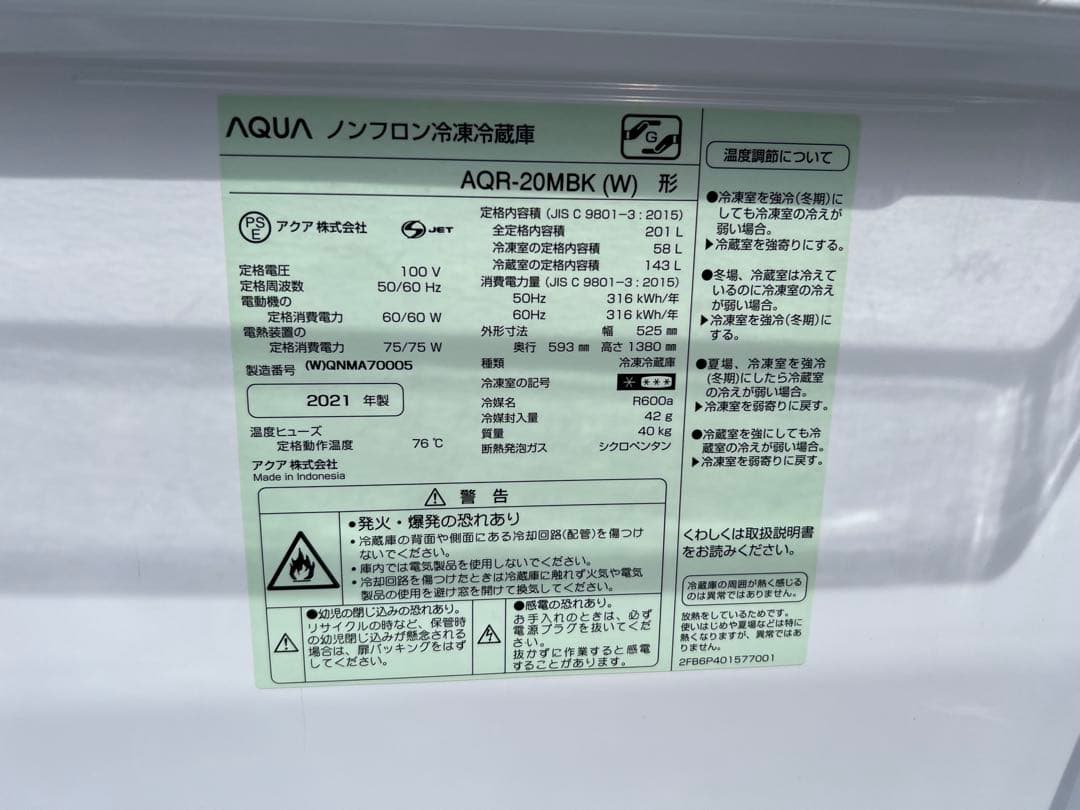 AQUA ノンフロン冷凍冷蔵庫
G
AQR-20MBK (W) 形
PS
E
アクア 株式会社
S JET
定格電圧 100 V
定格周波数 50/60 Hz
電動機の
定格消費電力 60/60 W
電熱装置の
定格消費電力 75/75 W
製造番号 (W)QNMA70005
2021 年製
温度ヒューズ
定格動作温度 76 ℃
アクア 株式会社
Made in Indonesia
定格内容積 (JIS C 9801-3 : 2015)
全定格内容積 201 L
冷凍室の定格内容積 58 L
冷蔵室の定格内容積 143 L
消費電力量 (JIS C 9801-3 : 2015)
50Hz 316 kWh/年
60Hz 316 kWh/年
外形寸法 幅 525 ㎜
奥行 593 ㎜ 高さ 1380 ㎜
種類 冷凍冷蔵庫
冷凍室の記号 * ***
冷媒名 R600a
冷媒封入量 42 g
質量 40 kg
断熱発泡ガス シクロペンタン
⚠ 警 告
•発火・爆発の恐れあり
•冷蔵庫の背面や側面にある冷却回路(配管)を傷つけ
ないでください。
•庫内では電気製品を使用しないでください。
•冷却回路を傷つけたときは冷蔵庫に触れず火気や電気
製品の使用を避け窓を開けて換気してください。
●幼児の閉じ込みの恐れあり。
リサイクルの時など、保管時
の幼児閉じ込みが懸念される
場合は、扉パッキングをはず
してください。
●感電の恐れあり。
お手入れのときは、必ず
電源プラグを抜いてくださ
い。
抜かずに作業すると感電
することがあります。
温度調節について
●冷凍室を強冷(冬期)に
しても冷凍室の冷えが
弱い場合。
▶冷蔵室を強寄りにする。
●冬場、冷蔵室は冷えて
いるのに冷凍室の冷え
が弱い場合。
▶冷凍室を強冷(冬期)に
する。
●夏場、冷凍室を強冷
(冬期)にしたら冷蔵室
の冷えが弱い場合。
▶冷凍室を弱寄りに戻す。
●冷蔵室を強にしても冷
蔵室の冷えが弱い場合。
▶冷凍室を弱寄りに戻す。
くわしくは取扱説明書
をお読みください。
冷蔵庫の周囲が熱く感じる
のは異常ではありません。
放熱をしているためです。
使いはじめや夏場などは特に
熱くなりますが、異常ではあ
りません。
2FB6P401577001